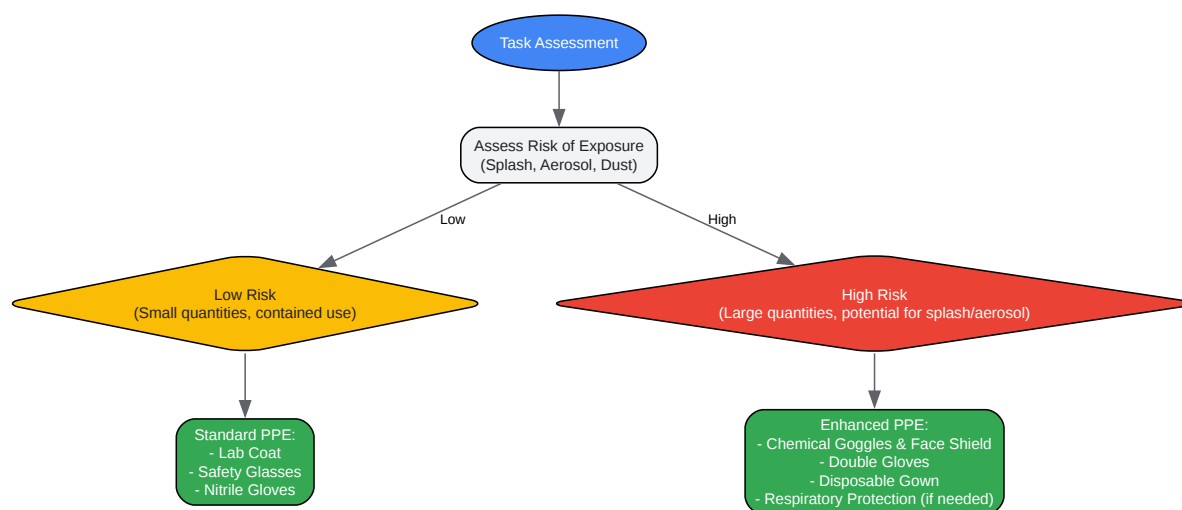 Task Assessment
Assess Risk of Exposure
(Splash, Aerosol, Dust)
Low
High
Low Risk
(Small quantities, contained use)
High Risk
(Large quantities, potential for splash/aerosol)
Standard PPE:
- Lab Coat
- Safety Glasses
- Nitrile Gloves
Enhanced PPE:
- Chemical Goggles & Face Shield
- Double Gloves
- Disposable Gown
- Respiratory Protection (if needed)